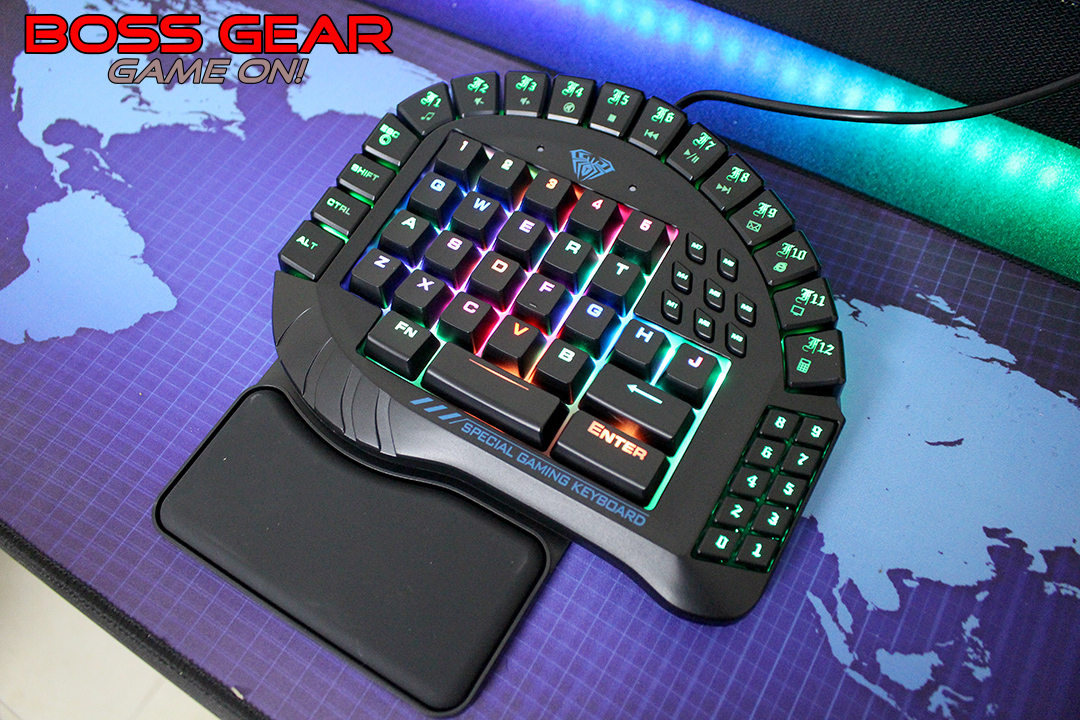 BOSS GEAR
GAME ON!
F1 F2 F3 F4 F5 F6 F7 F8 F9 F10 F11 F12
ESC
SHIFT
CTRL
ALT
1 2 3 4 5
Q W E R T
A S D F G H J
Z X C V B
FN
ENTER
SPECIAL GAMING KEYBOARD
8 9
6 7
4 5
2 3
0 1